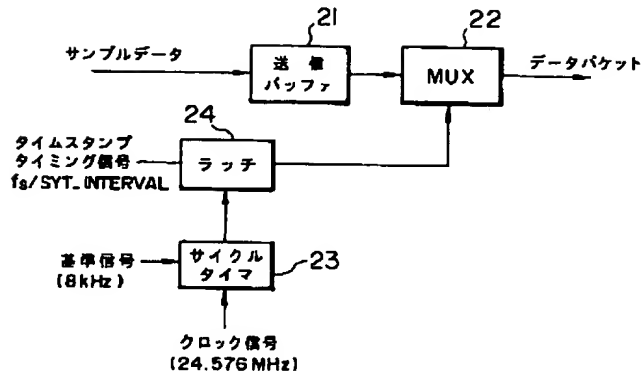 21
22
サンプルデータ
送信
バッファ
MUX
データパケット
24
タイムスタンプ
タイミング信号
fs/SYT_INTERVAL
ラッチ
基準信号
(8kHz)
サイクル
タイマ
23
クロック信号
(24.576MHz)